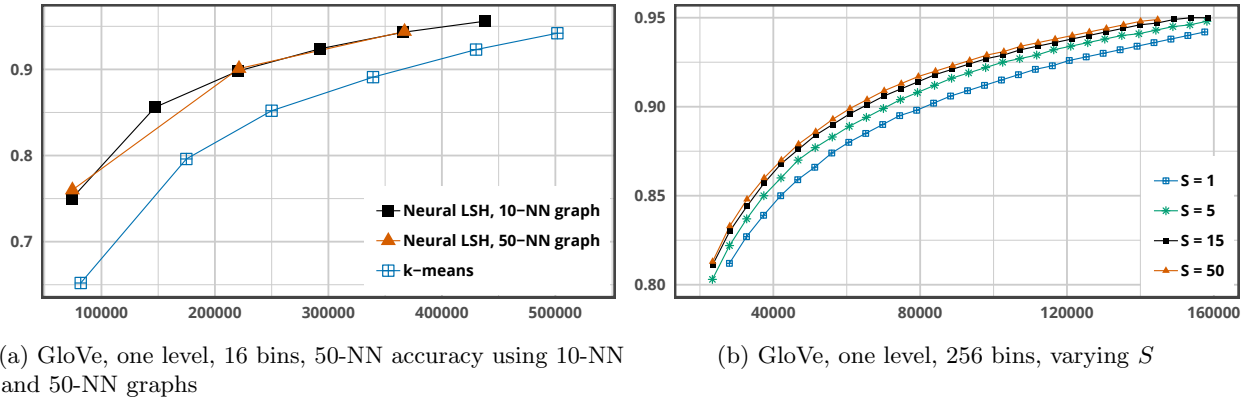 0.9
0.8
0.7
100000 200000 300000 400000 500000
Neural LSH, 10−NN graph
Neural LSH, 50−NN graph
k−means
(a) GloVe, one level, 16 bins, 50-NN accuracy using 10-NN
and 50-NN graphs
0.95
0.90
0.85
0.80
40000 80000 120000 160000
S = 1
S = 5
S = 15
S = 50
(b) GloVe, one level, 256 bins, varying S